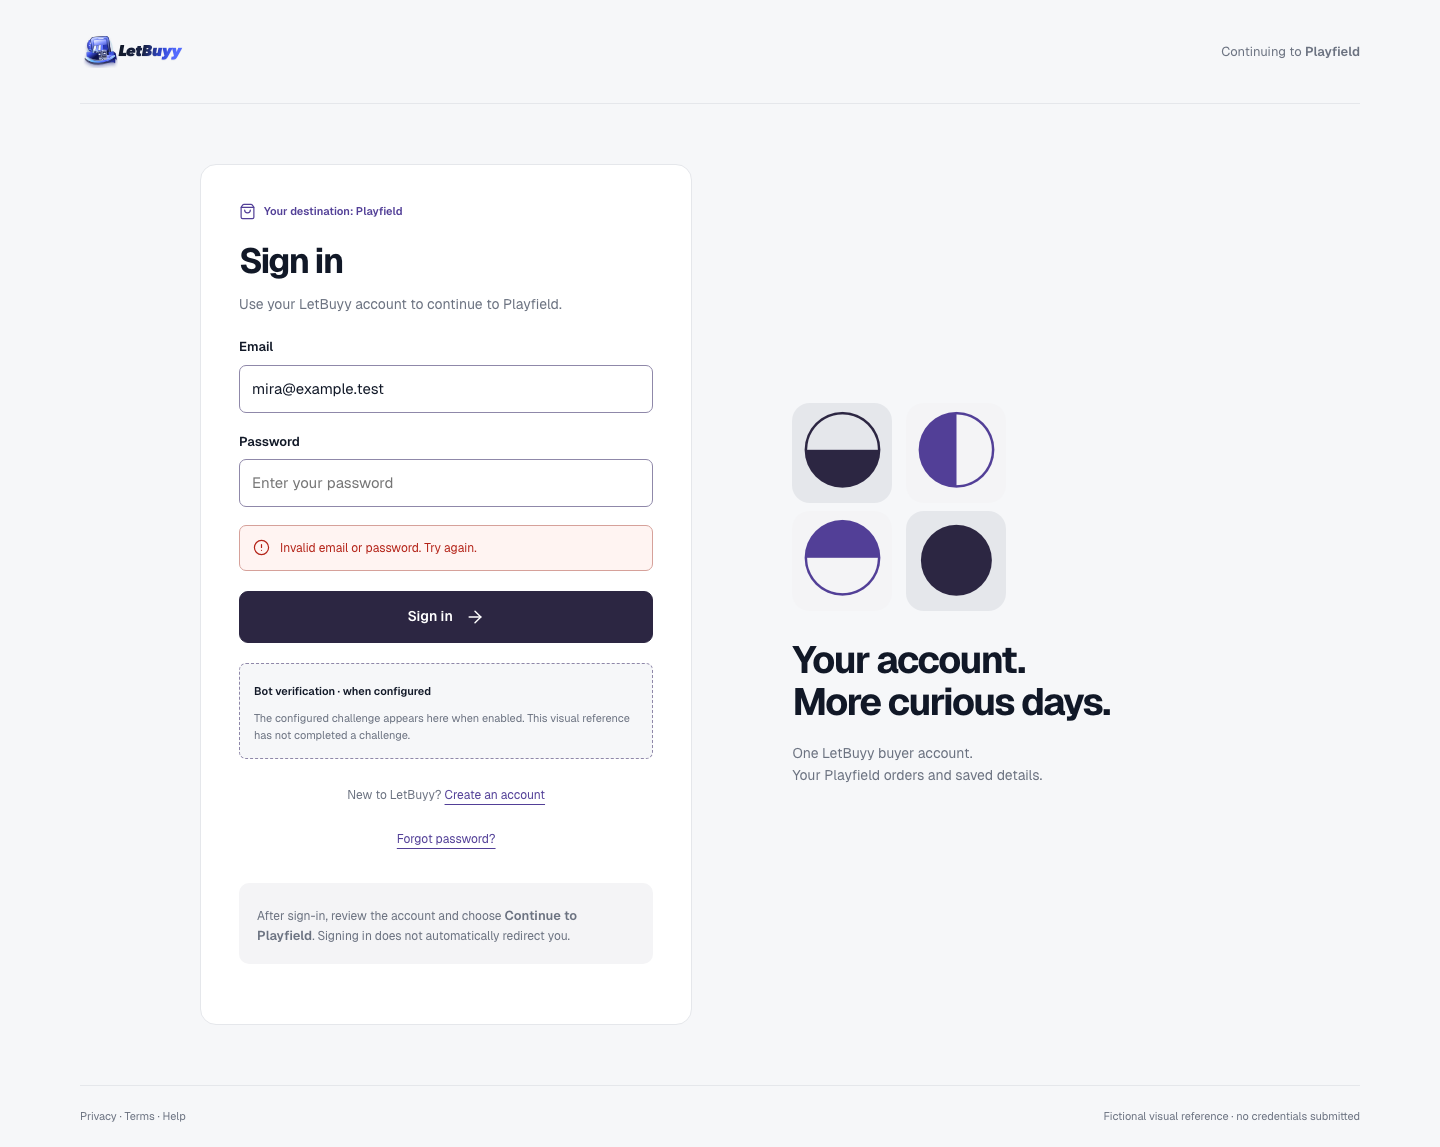 LetBuyy
Continuing to Playfield
Your destination: Playfield
Sign in
Use your LetBuyy account to continue to Playfield.
Email
mira@example.test
Password
Enter your password
Invalid email or password. Try again.
Sign in
Bot verification · when configured
The configured challenge appears here when enabled. This visual reference
has not completed a challenge.
New to LetBuyy? Create an account
Forgot password?
After sign-in, review the account and choose Continue to
Playfield. Signing in does not automatically redirect you.
Your account.
More curious days.
One LetBuyy buyer account.
Your Playfield orders and saved details.
Privacy · Terms · Help
Fictional visual reference · no credentials submitted